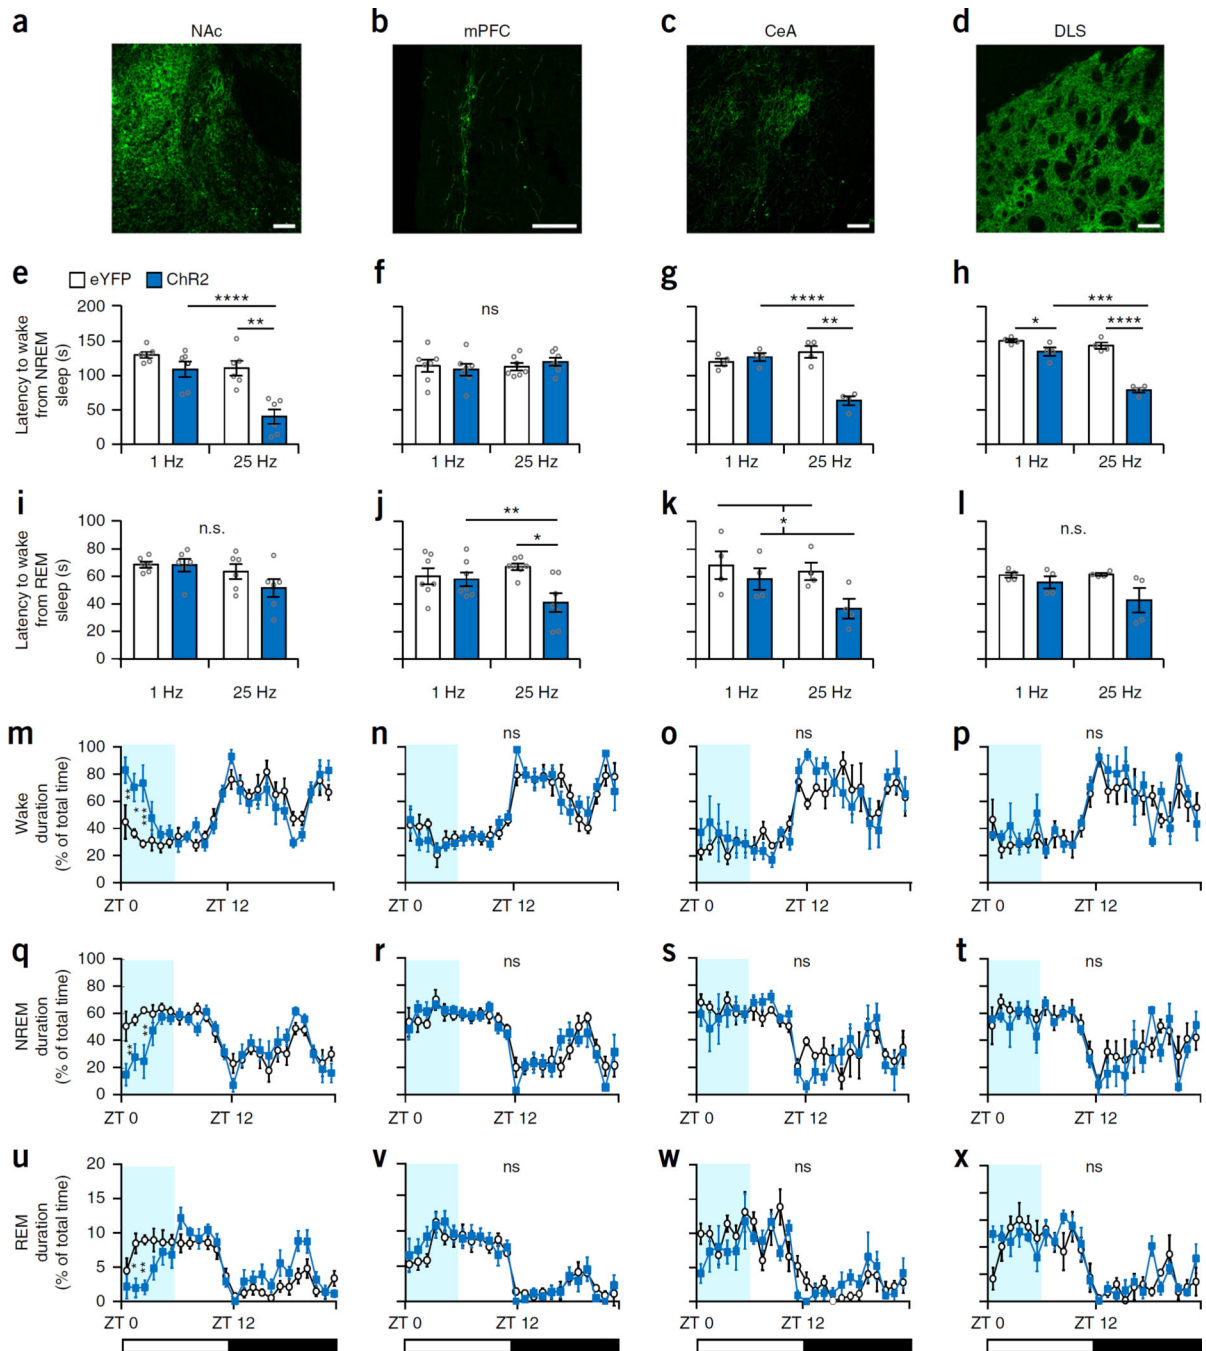 a NAc b mPFC c CeA d DLS
e eYFP ChR2 f g h
Latency to wake
from NREM
sleep (s)
200
150
100
50
0
**** ** ns **** ** * *** ****
1 Hz 25 Hz 1 Hz 25 Hz 1 Hz 25 Hz 1 Hz 25 Hz
i j k l
Latency to wake
from REM
sleep (s)
100
80
60
40
20
0
n.s. ** * * n.s.
1 Hz 25 Hz 1 Hz 25 Hz 1 Hz 25 Hz 1 Hz 25 Hz
m n o p
Wake
duration
(% of total time)
100
80
60
40
20
0
ns ns ns
ZT 0 ZT 12 ZT 0 ZT 12 ZT 0 ZT 12 ZT 0 ZT 12
q r s t
NREM
duration
(% of total time)
100
80
60
40
20
0
ns ns ns
ZT 0 ZT 12 ZT 0 ZT 12 ZT 0 ZT 12 ZT 0 ZT 12
u v w x
REM
duration
(% of total time)
20
15
10
5
0
ns ns ns
ZT 0 ZT 12 ZT 0 ZT 12 ZT 0 ZT 12 ZT 0 ZT 12